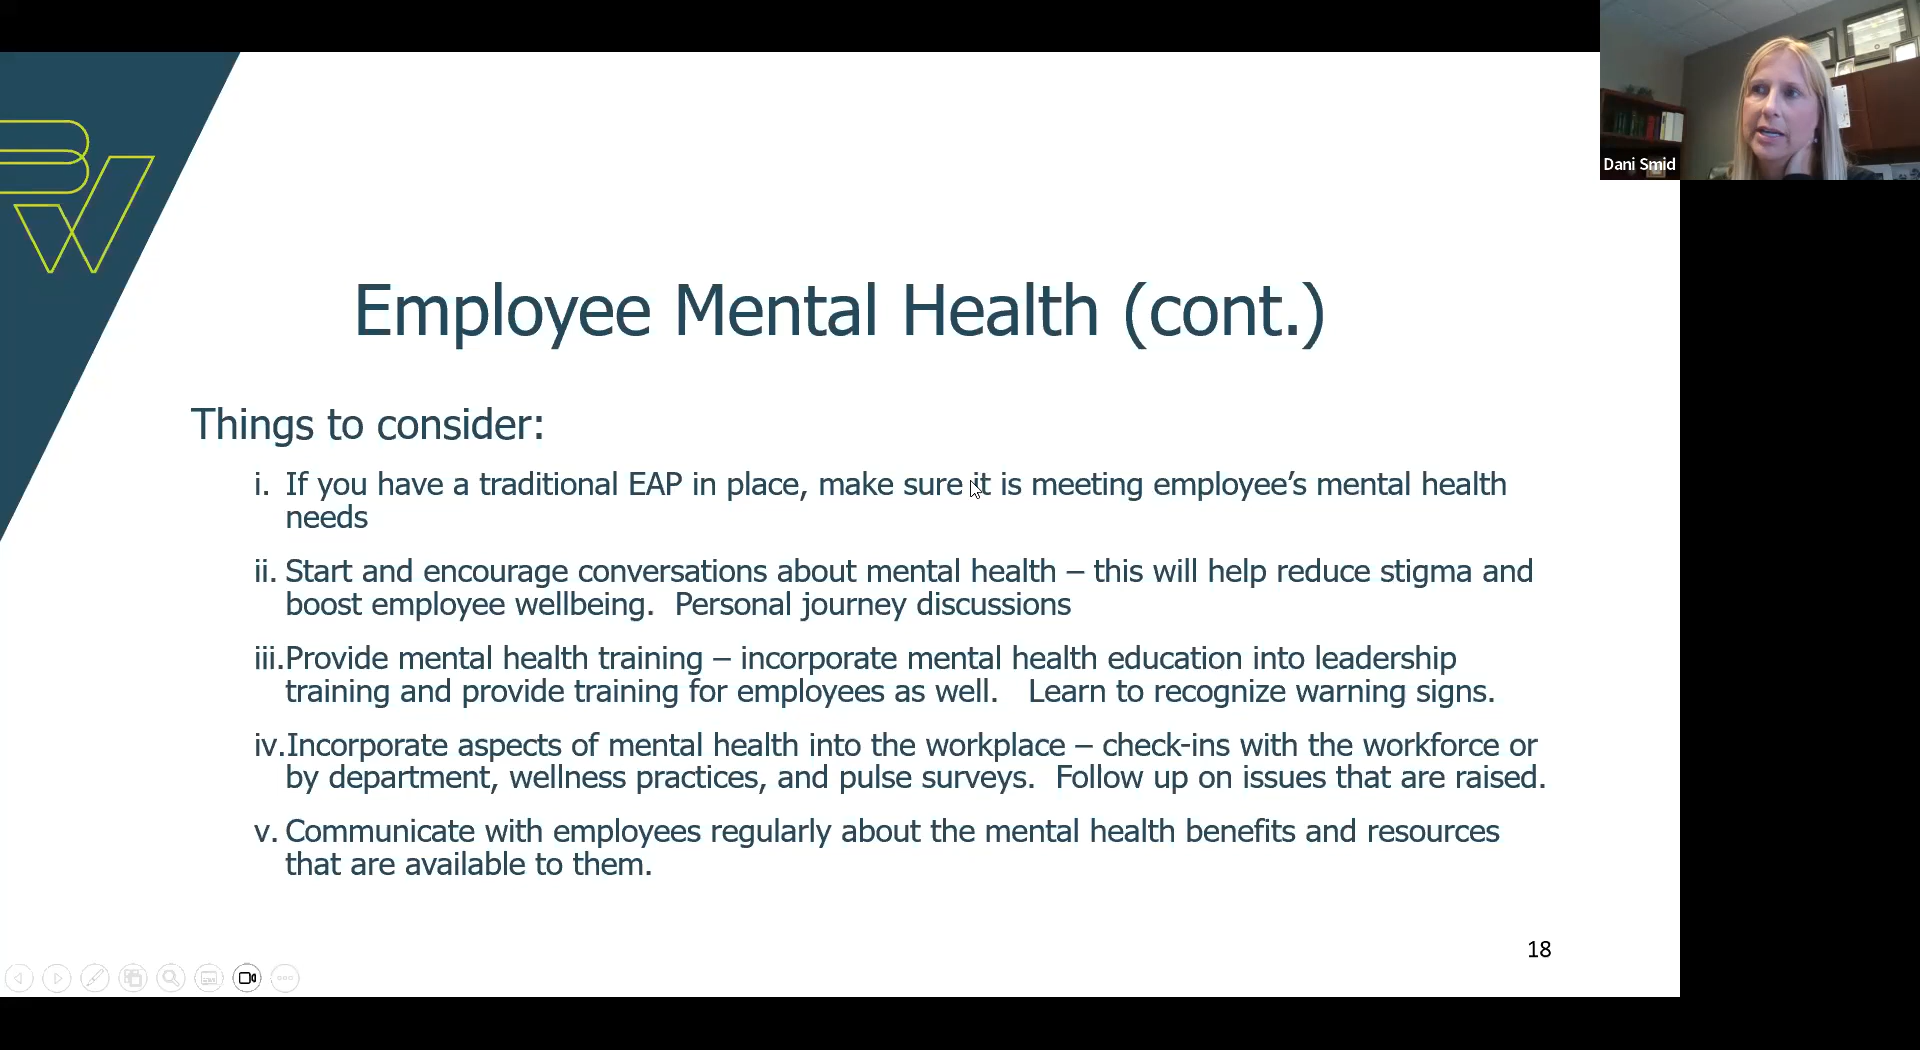 Dani Smid
Employee Mental Health (cont.)
Things to consider:
i. If you have a traditional EAP in place, make sure it is meeting employee’s mental health
needs
ii. Start and encourage conversations about mental health – this will help reduce stigma and
boost employee wellbeing.  Personal journey discussions
iii.Provide mental health training – incorporate mental health education into leadership
training and provide training for employees as well.   Learn to recognize warning signs.
iv.Incorporate aspects of mental health into the workplace – check-ins with the workforce or
by department, wellness practices, and pulse surveys.  Follow up on issues that are raised.
v. Communicate with employees regularly about the mental health benefits and resources
that are available to them.
18